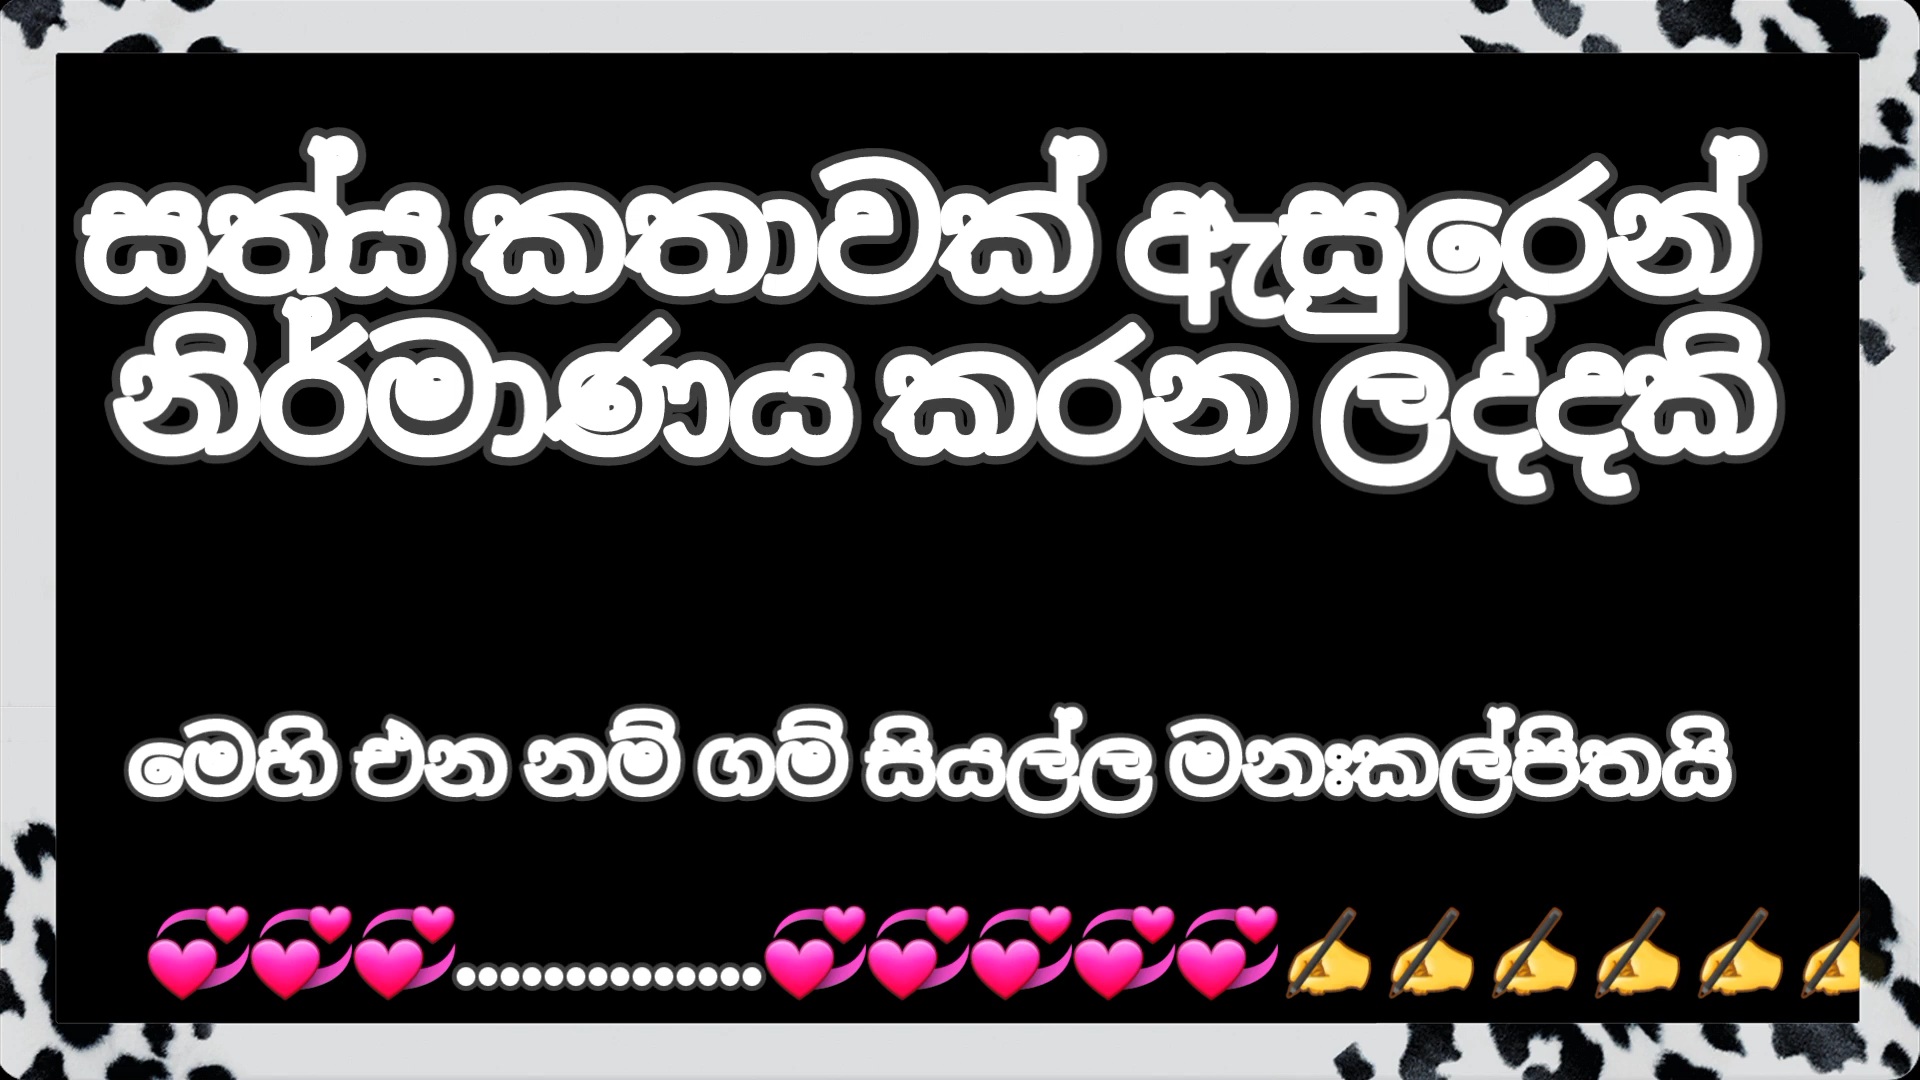 සත්ය කතාවක් ඇසුරෙන්
නිර්මාණය කරන ලද්දකි
මෙහි එන නම් ගම් සියල්ල මනඃකල්පිතයි
💞💞💞..............💞💞💞💞💞✍️✍️✍️✍️✍️✍️